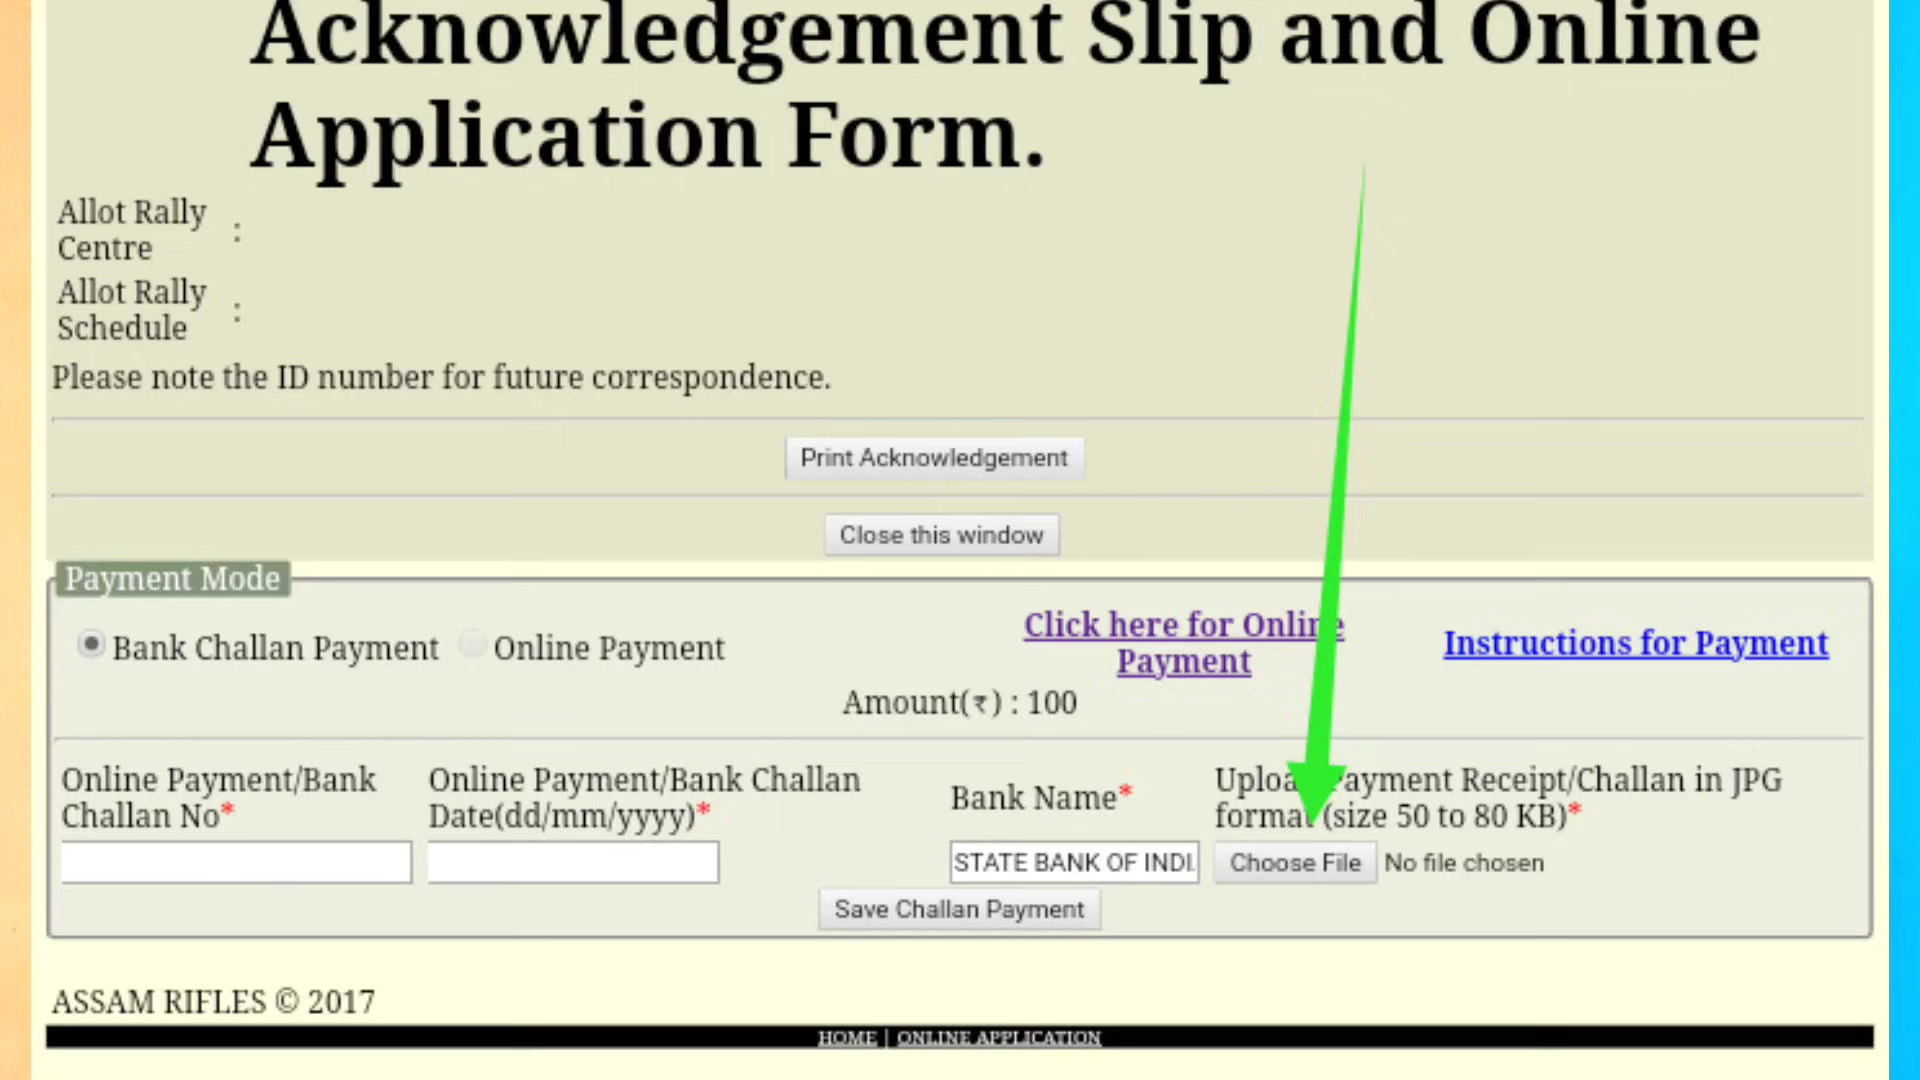 Acknowledgement Slip and Online
Application Form.
Allot Rally
Centre :
Allot Rally
Schedule :
Please note the ID number for future correspondence.
Print Acknowledgement
Close this window
Payment Mode
Bank Challan Payment Online Payment
Click here for Online
Payment
Instructions for Payment
Amount(₹) : 100
Online Payment/Bank
Challan No*
Online Payment/Bank Challan
Date(dd/mm/yyyy)*
Bank Name*
Upload Payment Receipt/Challan in JPG
format (size 50 to 80 KB)*
STATE BANK OF INDI
Choose File No file chosen
Save Challan Payment
ASSAM RIFLES © 2017
HOME | ONLINE APPLICATION